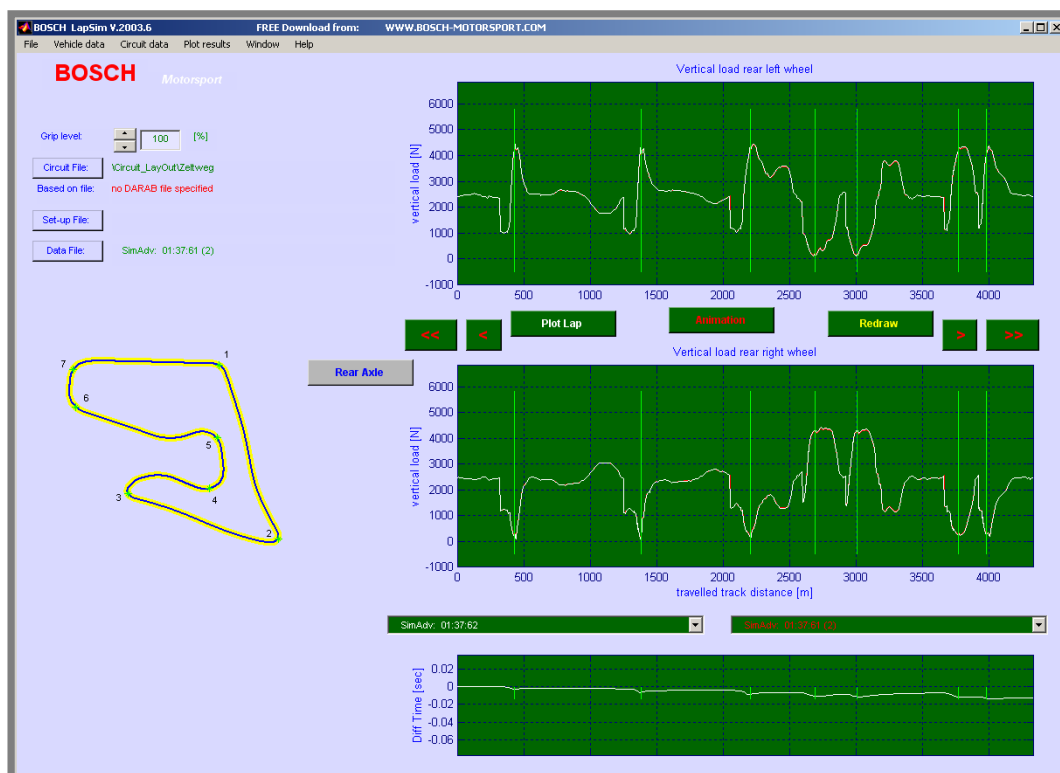 BOSCH LapSim V.2003.6 FREE Download from: WWW.BOSCH-MOTORSPORT.COM
File Vehicle data Circuit data Plot results Window Help
BOSCH Motorsport
Grip level: 100 [%]
Circuit File: \Circuit_LayOut\Zeltweg
Based on file: no DARAB file specified
Set-up File:
Data File: SimAdv: 01:37:61 (2)
Vertical load rear left wheel
vertical load [N]
6000
5000
4000
3000
2000
1000
0
-1000
0 500 1000 1500 2000 2500 3000 3500 4000
<< < Plot Lap Animation Redraw > >>
Rear Axle
Vertical load rear right wheel
vertical load [N]
6000
5000
4000
3000
2000
1000
0
-1000
0 500 1000 1500 2000 2500 3000 3500 4000
travelled track distance [m]
1
7
6
5
3
4
2
SimAdv: 01:37:62
SimAdv: 01:37:61 (2)
Diff Time [sec]
0.02
0
-0.02
-0.04
-0.06